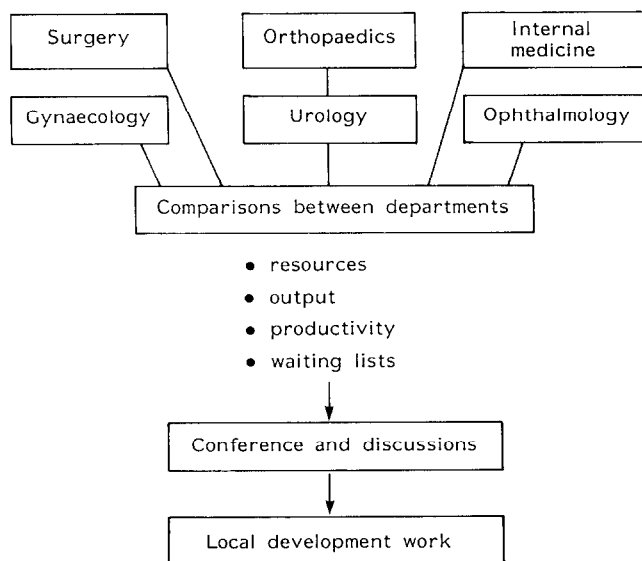 Surgery
Orthopaedics
Internal
medicine
Gynaecology
Urology
Ophthalmology
Comparisons between departments
• resources
• output
• productivity
• waiting lists
Conference and discussions
Local development work